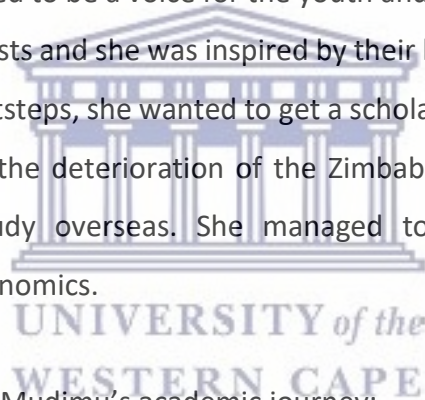 ed to be a voice for the youth and
sts and she was inspired by their
tsteps, she wanted to get a schola
the deterioration of the Zimbab
udy overseas. She managed to
nomics.
UNIVERSITY of the
WESTERN CAPE
Mudimu's academic journey: